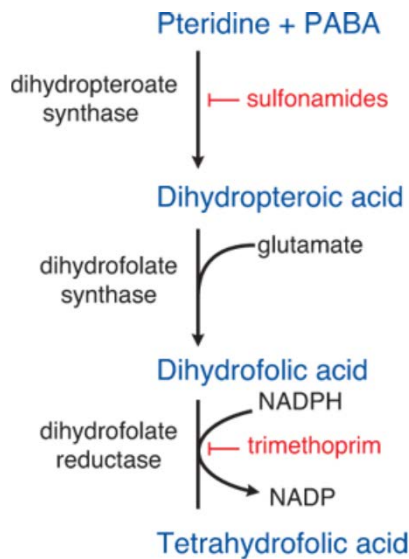 Pteridine + PABA
dihydropteroate
synthase
sulfonamides
Dihydropteroic acid
glutamate
dihydrofolate
synthase
Dihydrofolic acid
NADPH
dihydrofolate
reductase
trimethoprim
NADP
Tetrahydrofolic acid